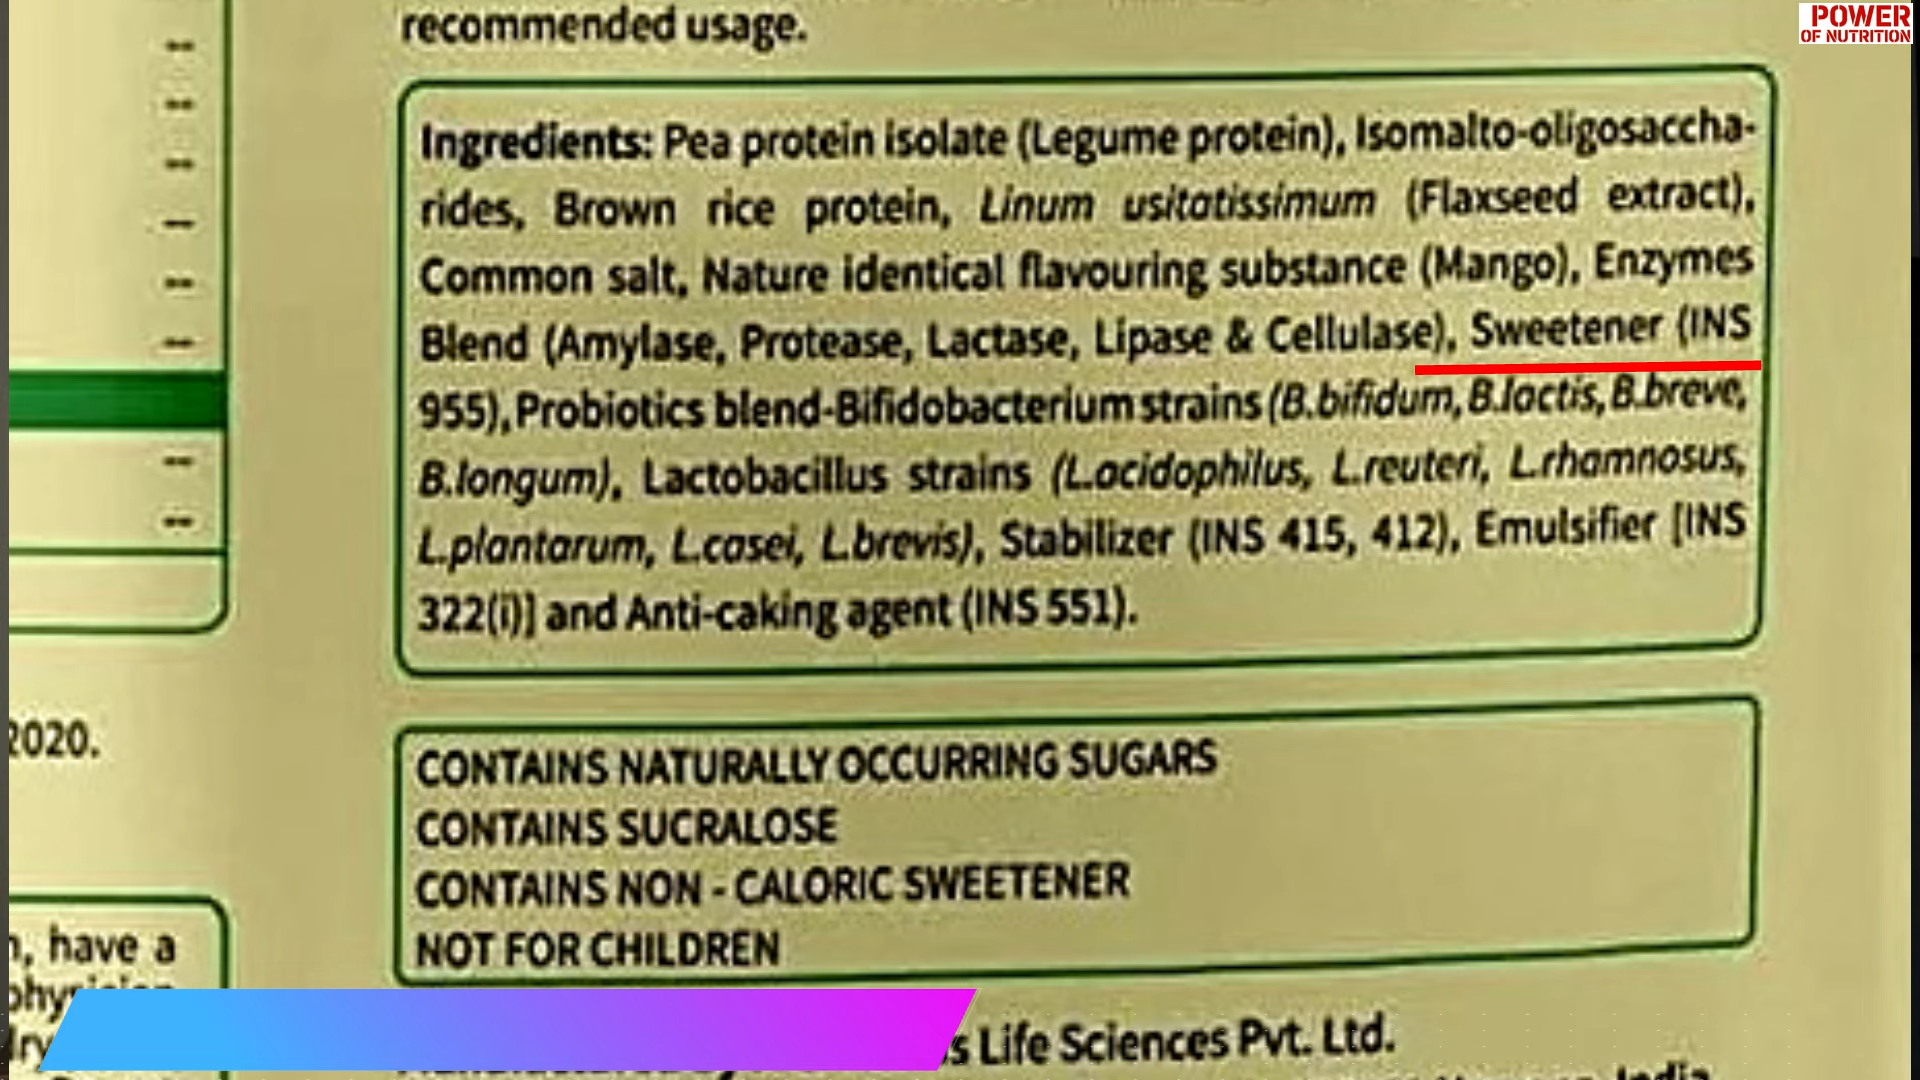 POWER
OF NUTRITION
recommended usage.
Ingredients: Pea protein isolate (Legume protein), Isomalto-oligosaccha-
rides, Brown rice protein, Linum usitatissimum (Flaxseed extract),
Common salt, Nature identical flavouring substance (Mango), Enzymes
Blend (Amylase, Protease, Lactase, Lipase & Cellulase), Sweetener (INS
955), Probiotics blend-Bifidobacterium strains (B.bifidum, B.lactis, B.breve,
B.longum), Lactobacillus strains (L.acidophilus, L.reuteri, L.rhamnosus,
L.plantarum, L.casei, L.brevis), Stabilizer (INS 415, 412), Emulsifier [INS
322(i)] and Anti-caking agent (INS 551).
2020.
CONTAINS NATURALLY OCCURRING SUGARS
CONTAINS SUCRALOSE
CONTAINS NON - CALORIC SWEETENER
NOT FOR CHILDREN
have a
Life Sciences Pvt. Ltd.
India